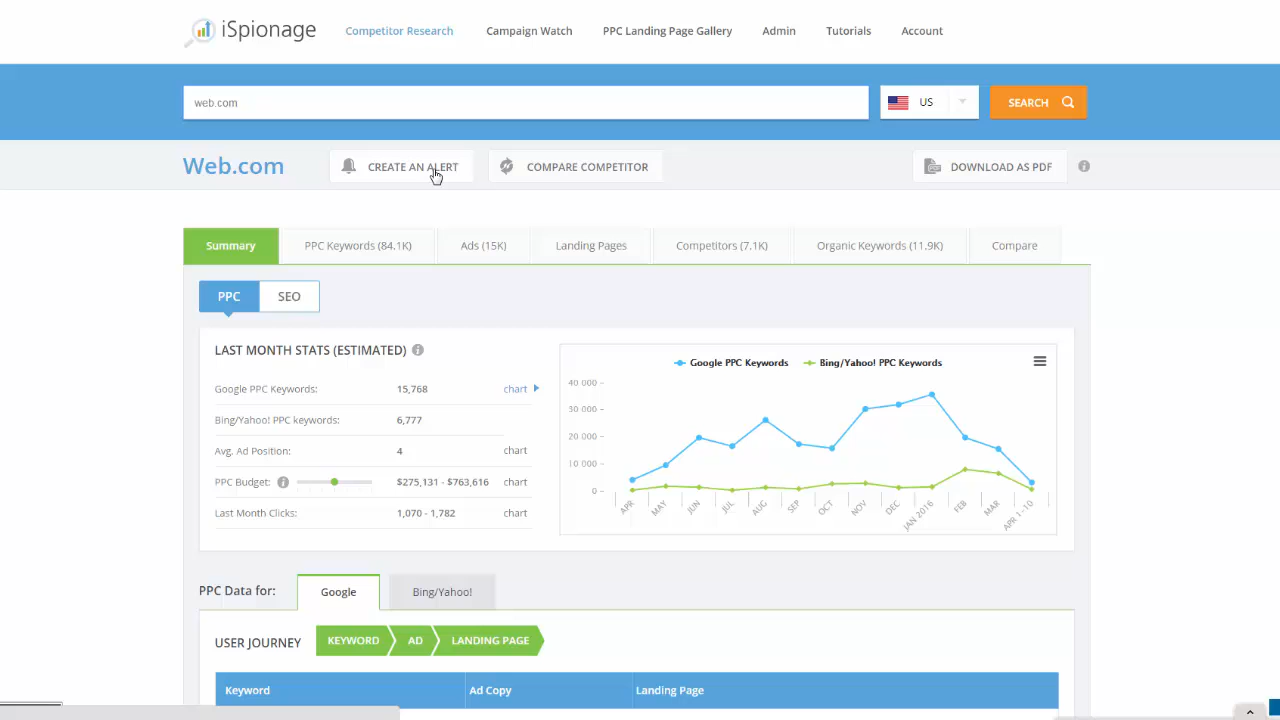 iSpionage
Competitor Research Campaign Watch PPC Landing Page Gallery Admin Tutorials Account
web.com US SEARCH
Web.com CREATE AN ALERT COMPARE COMPETITOR DOWNLOAD AS PDF
Summary PPC Keywords (84.1K) Ads (15K) Landing Pages Competitors (7.1K) Organic Keywords (11.9K) Compare
PPC SEO
LAST MONTH STATS (ESTIMATED)
Google PPC Keywords: 15,768 chart
Bing/Yahoo! PPC keywords: 6,777
Avg. Ad Position: 4 chart
PPC Budget: $275,131 - $763,616 chart
Last Month Clicks: 1,070 - 1,782 chart
Google PPC Keywords Bing/Yahoo! PPC Keywords
40 000
30 000
20 000
10 000
0
APR MAY JUN JUL AUG SEP OCT NOV DEC JAN 2016 FEB MAR APR 1-10
PPC Data for: Google Bing/Yahoo!
USER JOURNEY KEYWORD AD LANDING PAGE
Keyword Ad Copy Landing Page